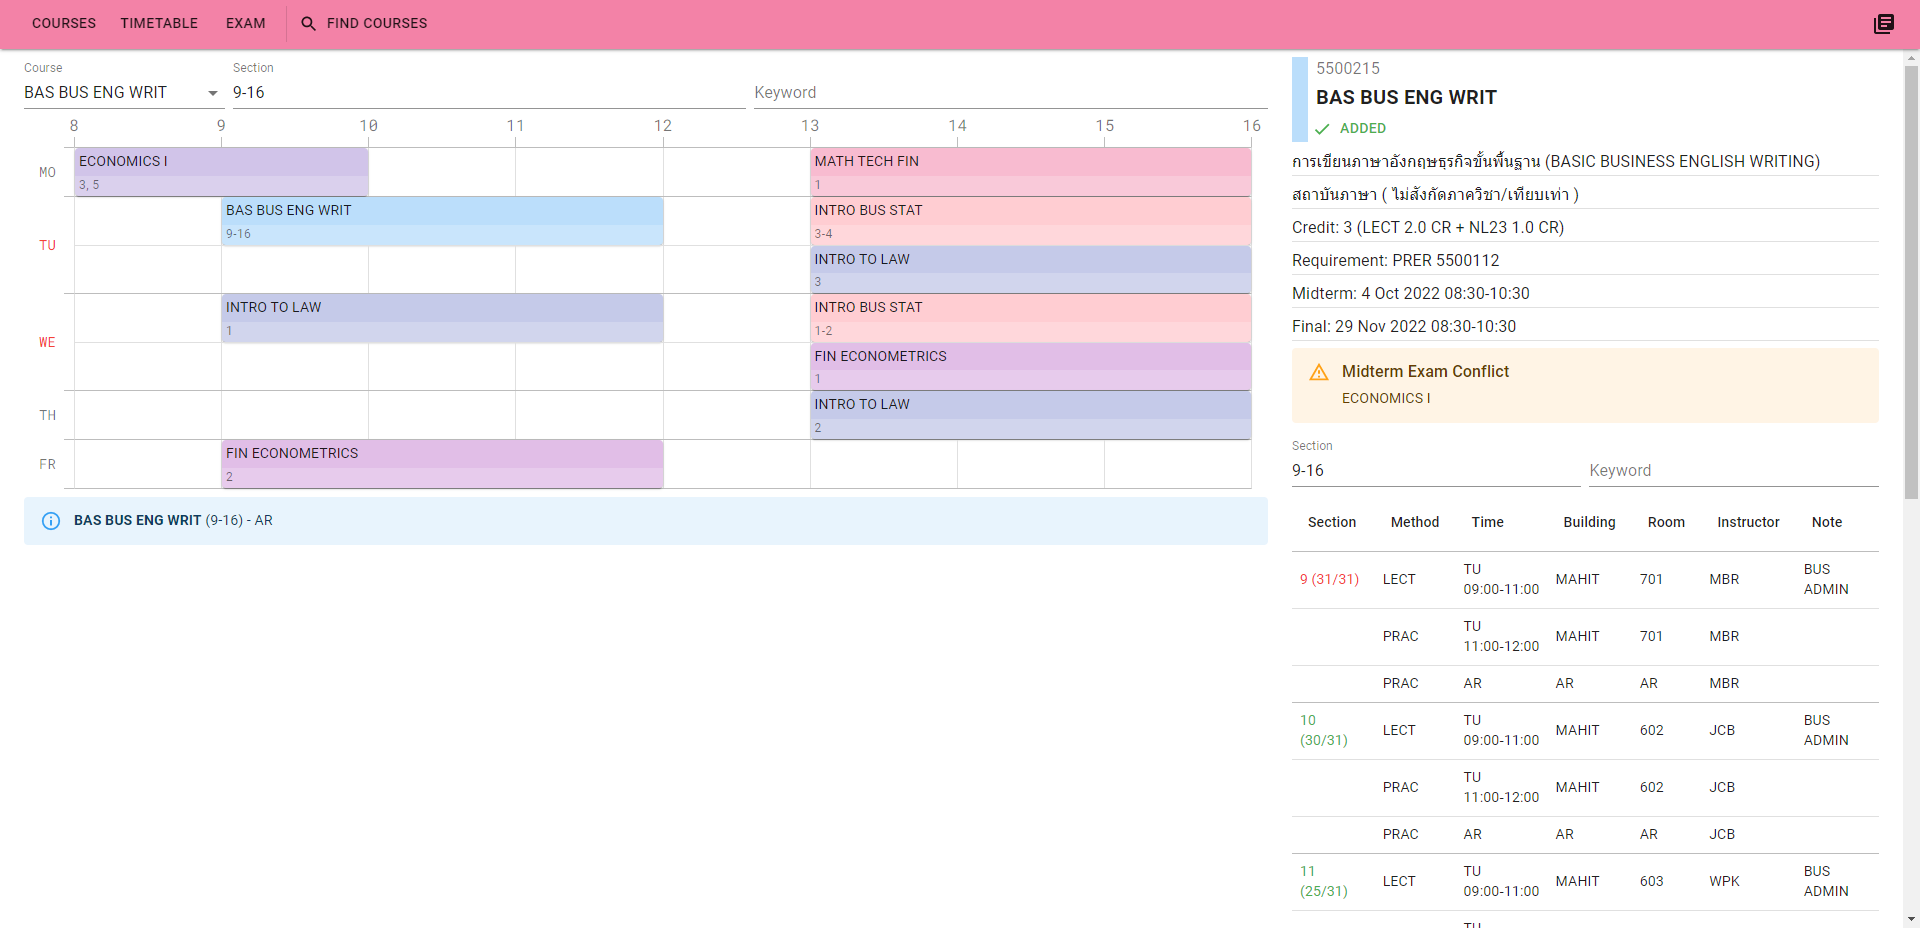 COURSES TIMETABLE EXAM FIND COURSES
Course Section
BAS BUS ENG WRIT 9-16 Keyword
8 9 10 11 12 13 14 15 16
MO
ECONOMICS I
3, 5
MATH TECH FIN
1
TU
BAS BUS ENG WRIT
9-16
INTRO BUS STAT
3-4
INTRO TO LAW
3
WE
INTRO TO LAW
1
INTRO BUS STAT
1-2
FIN ECONOMETRICS
1
TH
INTRO TO LAW
2
FR
FIN ECONOMETRICS
2
BAS BUS ENG WRIT (9-16) - AR
5500215
BAS BUS ENG WRIT
ADDED
การเขียนภาษาอังกฤษธุรกิจขั้นพื้นฐาน (BASIC BUSINESS ENGLISH WRITING)
สถาบันภาษา ( ไม่สังกัดภาควิชา/เทียบเท่า )
Credit: 3 (LECT 2.0 CR + NL23 1.0 CR)
Requirement: PRER 5500112
Midterm: 4 Oct 2022 08:30-10:30
Final: 29 Nov 2022 08:30-10:30
Midterm Exam Conflict
ECONOMICS I
Section
9-16 Keyword
Section Method Time Building Room Instructor Note
9 (31/31) LECT TU 09:00-11:00 MAHIT 701 MBR BUS ADMIN
PRAC TU 11:00-12:00 MAHIT 701 MBR
PRAC AR AR AR MBR
10 (30/31) LECT TU 09:00-11:00 MAHIT 602 JCB BUS ADMIN
PRAC TU 11:00-12:00 MAHIT 602 JCB
PRAC AR AR AR JCB
11 (25/31) LECT TU 09:00-11:00 MAHIT 603 WPK BUS ADMIN
TU